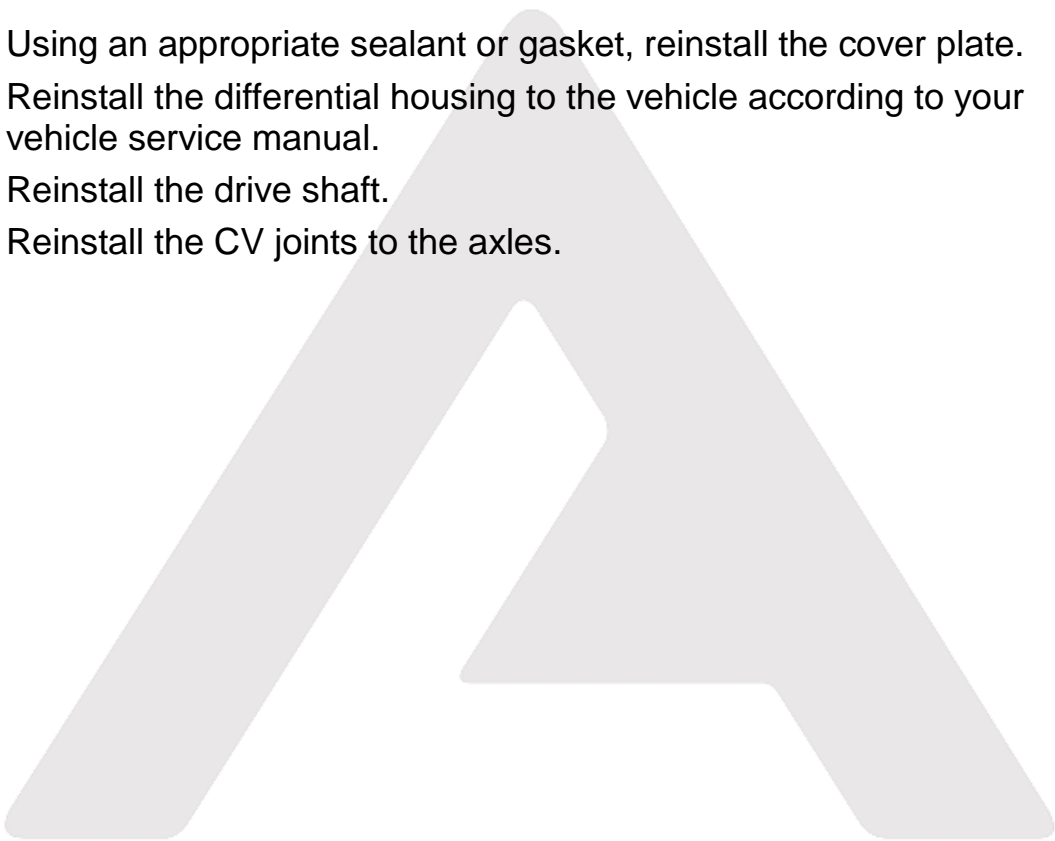 Using an appropriate sealant or gasket, reinstall the cover plate.
Reinstall the differential housing to the vehicle according to your
vehicle service manual.
Reinstall the drive shaft.
Reinstall the CV joints to the axles.